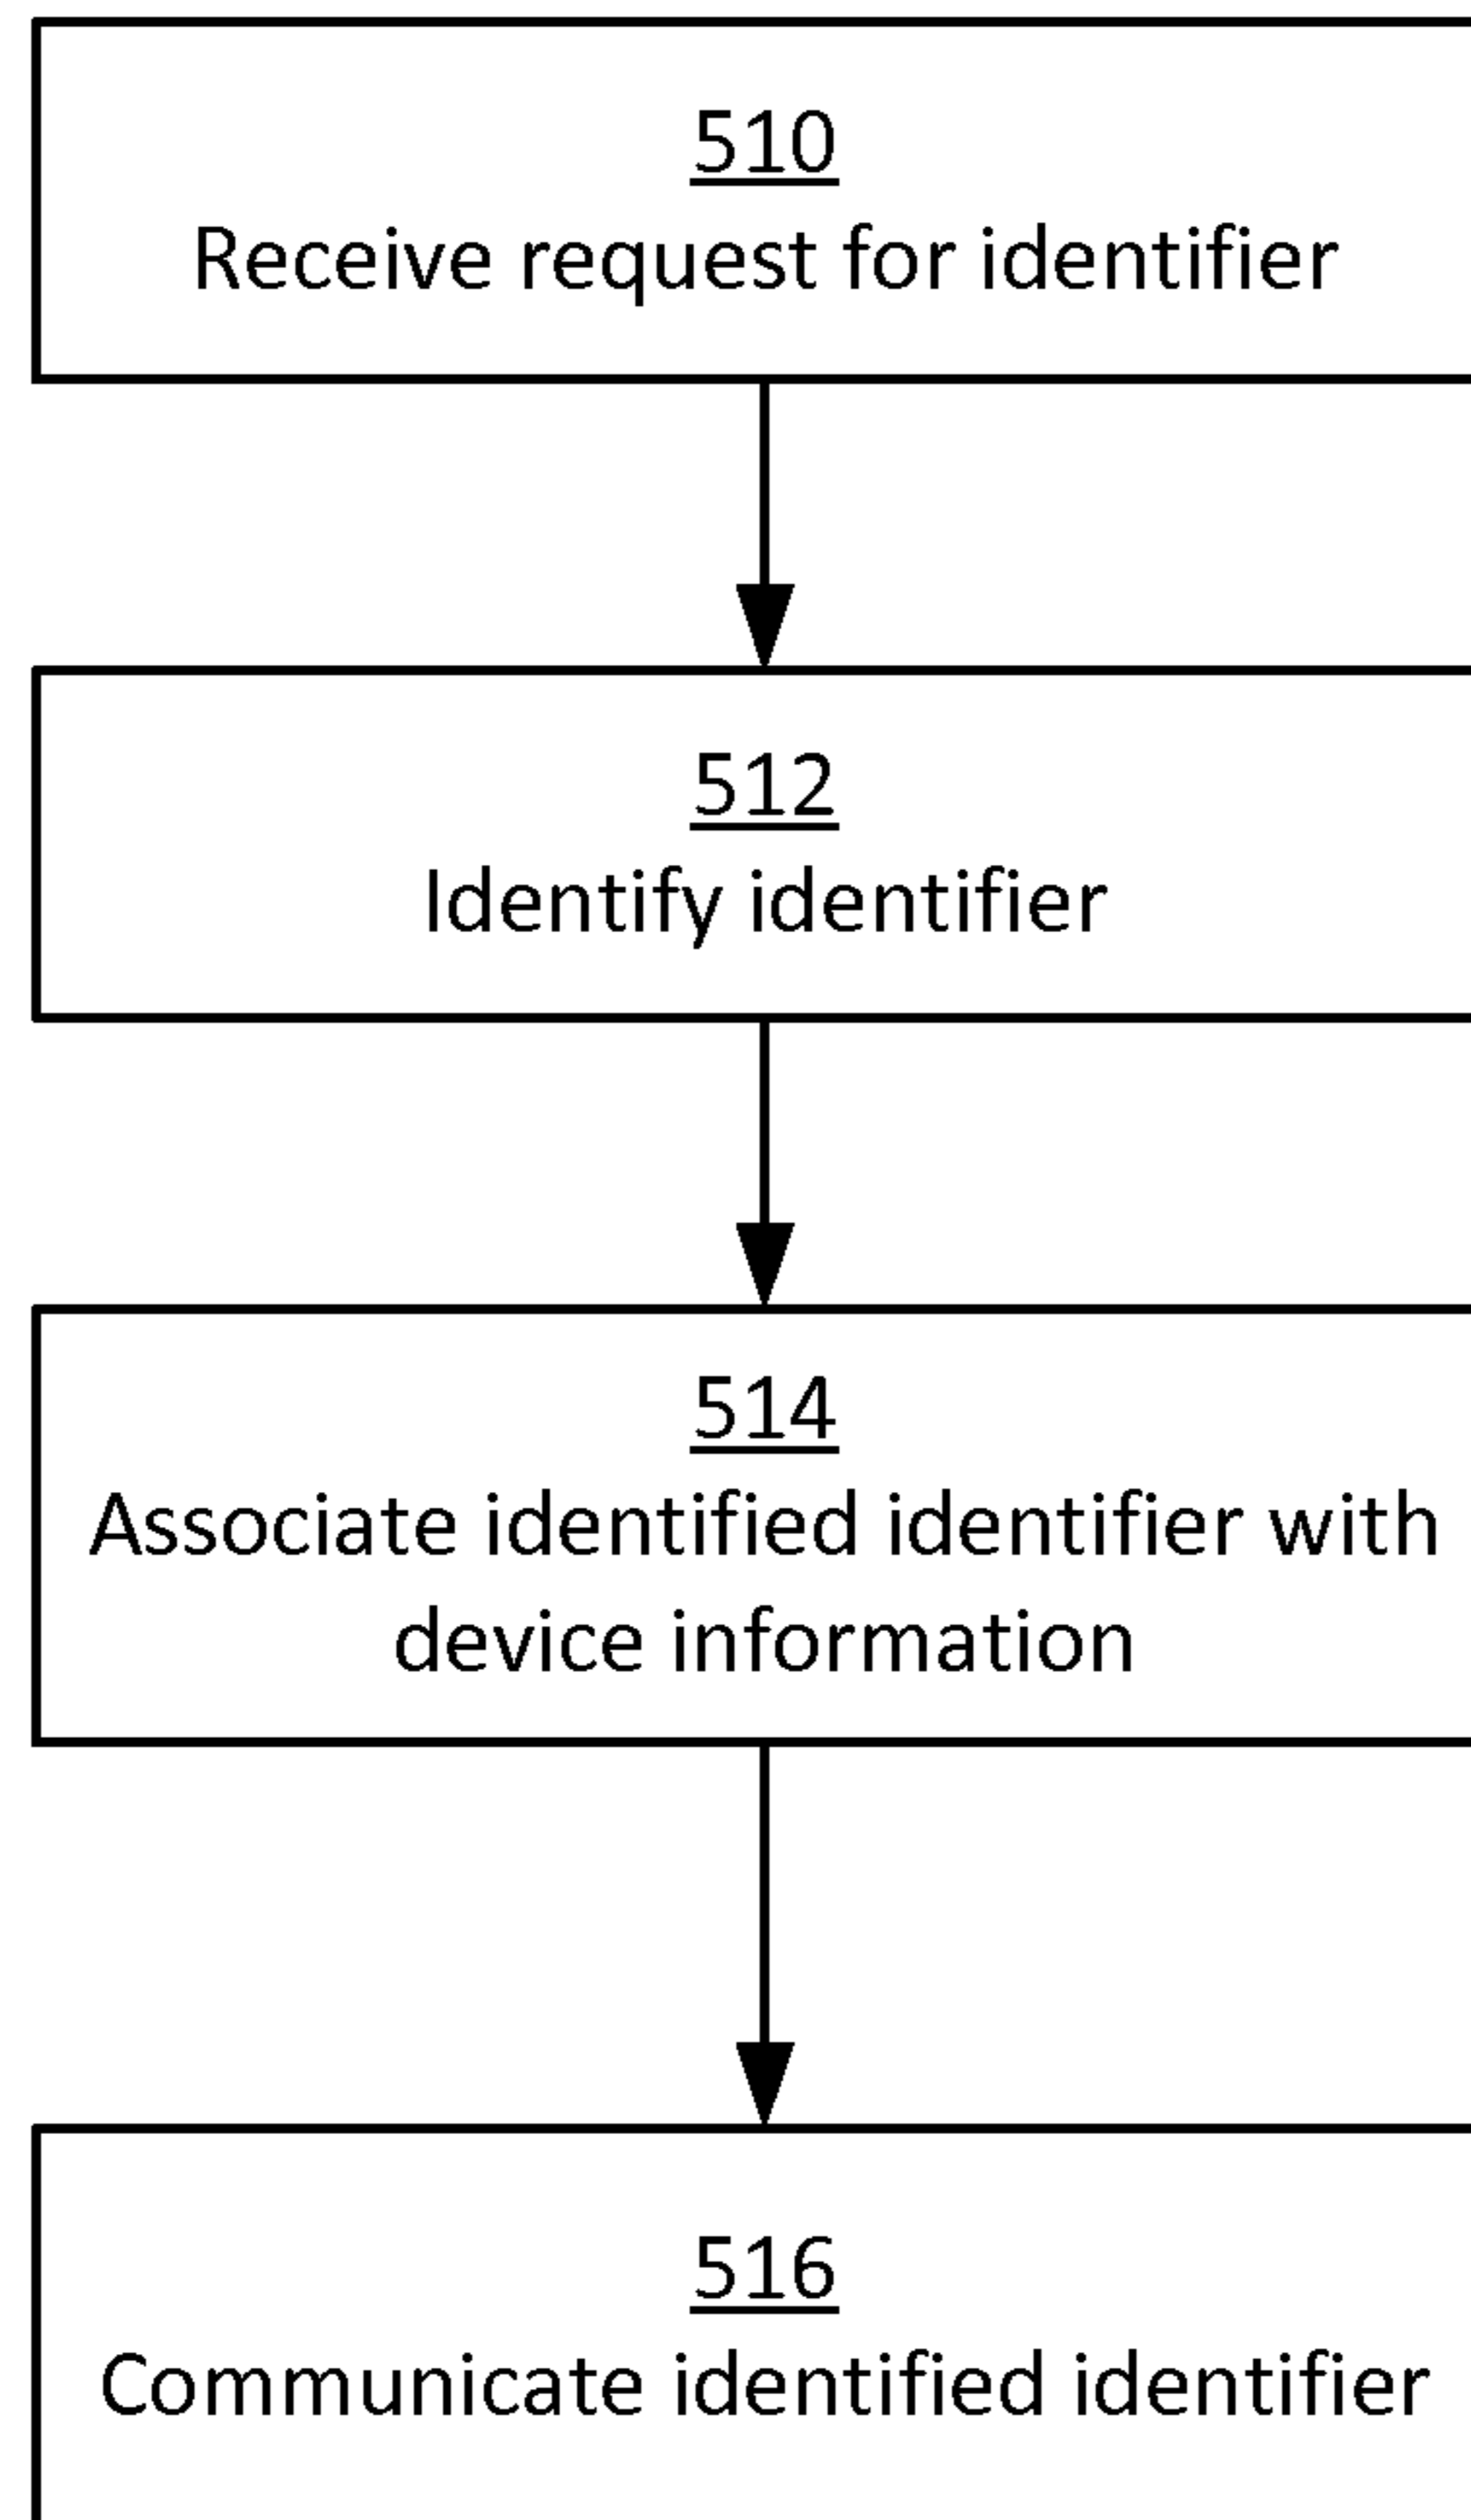 510
Receive request for identifier
512
Identify identifier
514
Associate identified identifier with
device information
516
Communicate identified identifier